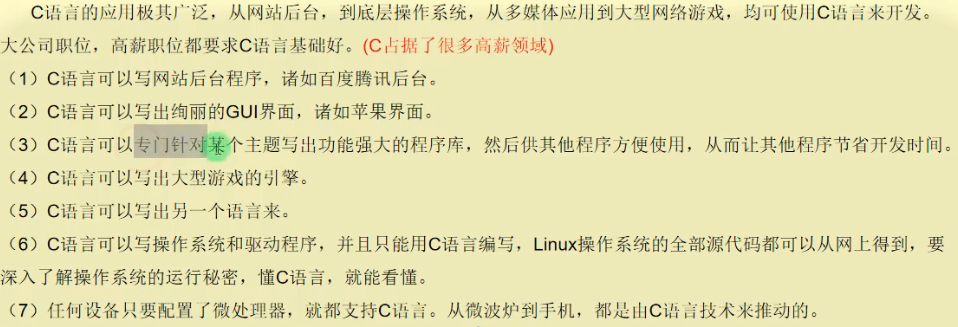 C语言的应用极其广泛，从网站后台，到底层操作系统，从多媒体应用到大型网络游戏，均可使用C语言来开发。
大公司职位，高薪职位都要求C语言基础好。(C占据了很多高薪领域)
（1）C语言可以写网站后台程序，诸如百度腾讯后台。
（2）C语言可以写出绚丽的GUI界面，诸如苹果界面。
（3）C语言可以专门针对某个主题写出功能强大的程序库，然后供其他程序方便使用，从而让其他程序节省开发时间。
（4）C语言可以写出大型游戏的引擎。
（5）C语言可以写出另一个语言来。
（6）C语言可以写操作系统和驱动程序，并且只能用C语言编写，Linux操作系统的全部源代码都可以从网上得到，要
深入了解操作系统的运行秘密，懂C语言，就能看懂。
（7）任何设备只要配置了微处理器，就都支持C语言。从微波炉到手机，都是由C语言技术来推动的。